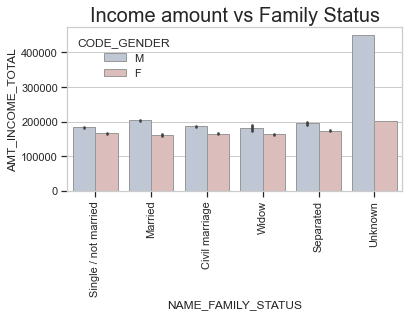 Income amount vs Family Status
CODE_GENDER
M
F
AMT_INCOME_TOTAL
400000
300000
200000
100000
0
Single / not married
Married
Civil marriage
Widow
Separated
Unknown
NAME_FAMILY_STATUS